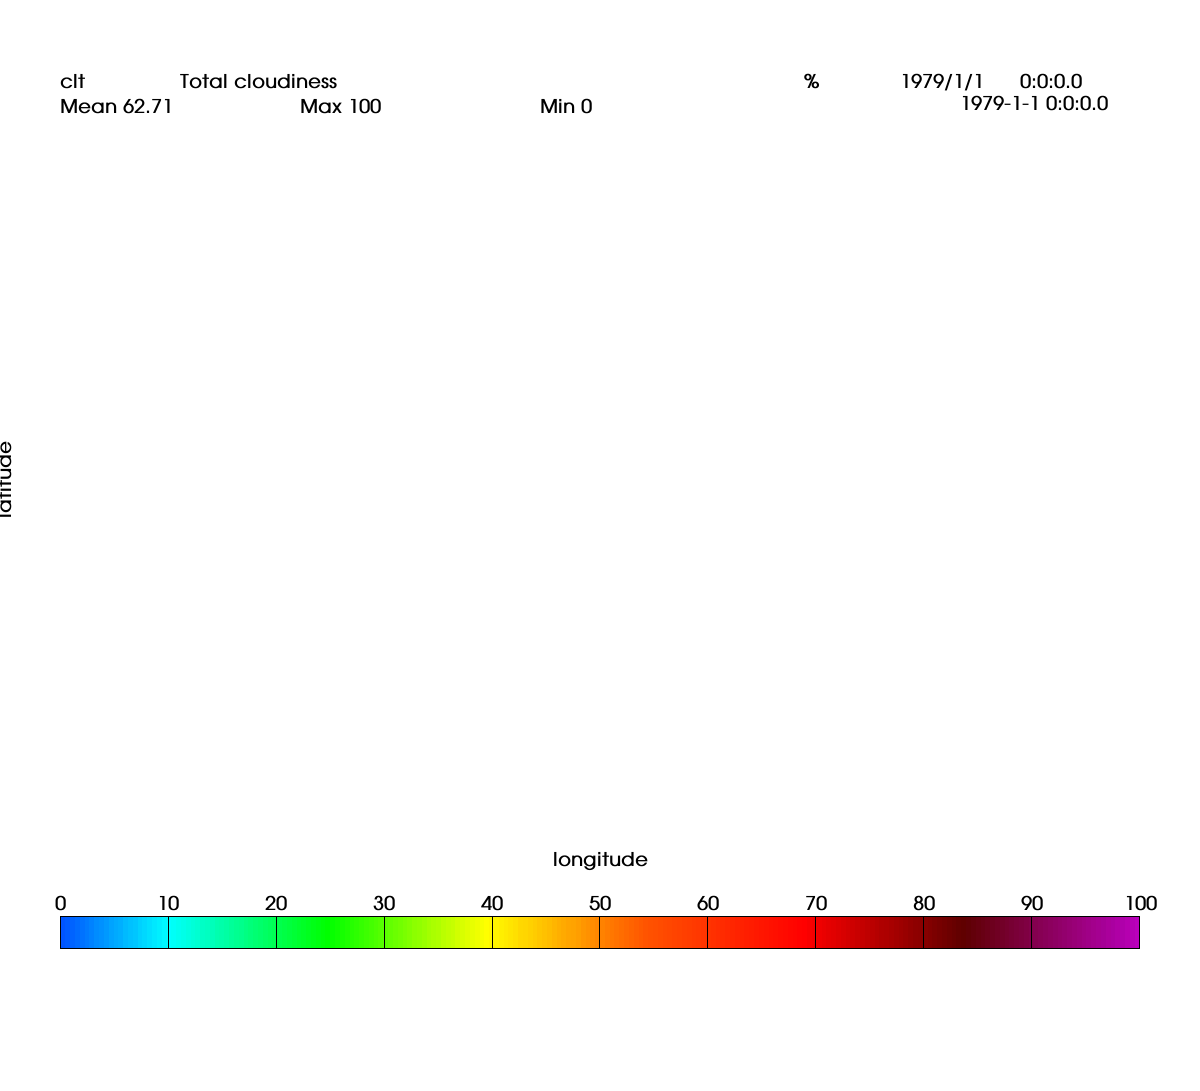 clt Total cloudiness % 1979/1/1 0:0:0.0
Mean 62.71 Max 100 Min 0 1979-1-1 0:0:0.0
latitude
longitude
0 10 20 30 40 50 60 70 80 90 100